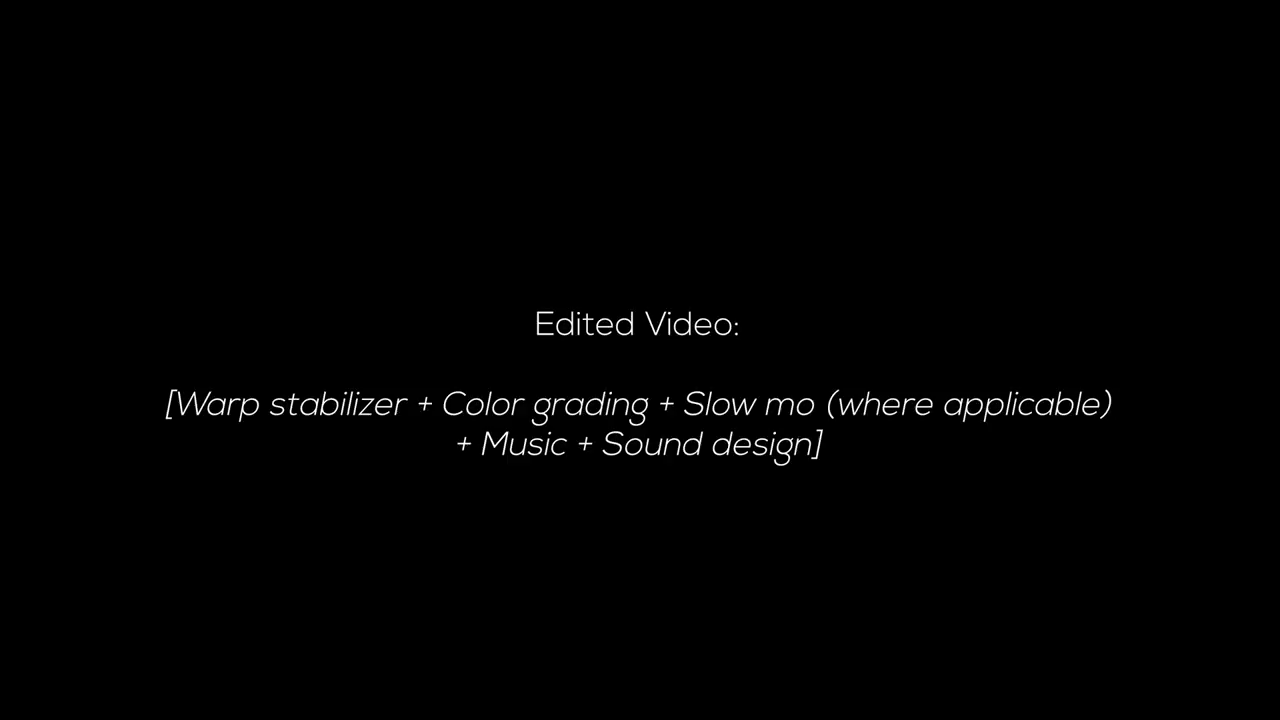 Edited Video:
[Warp stabilizer + Color grading + Slow mo (where applicable)
+ Music + Sound design]